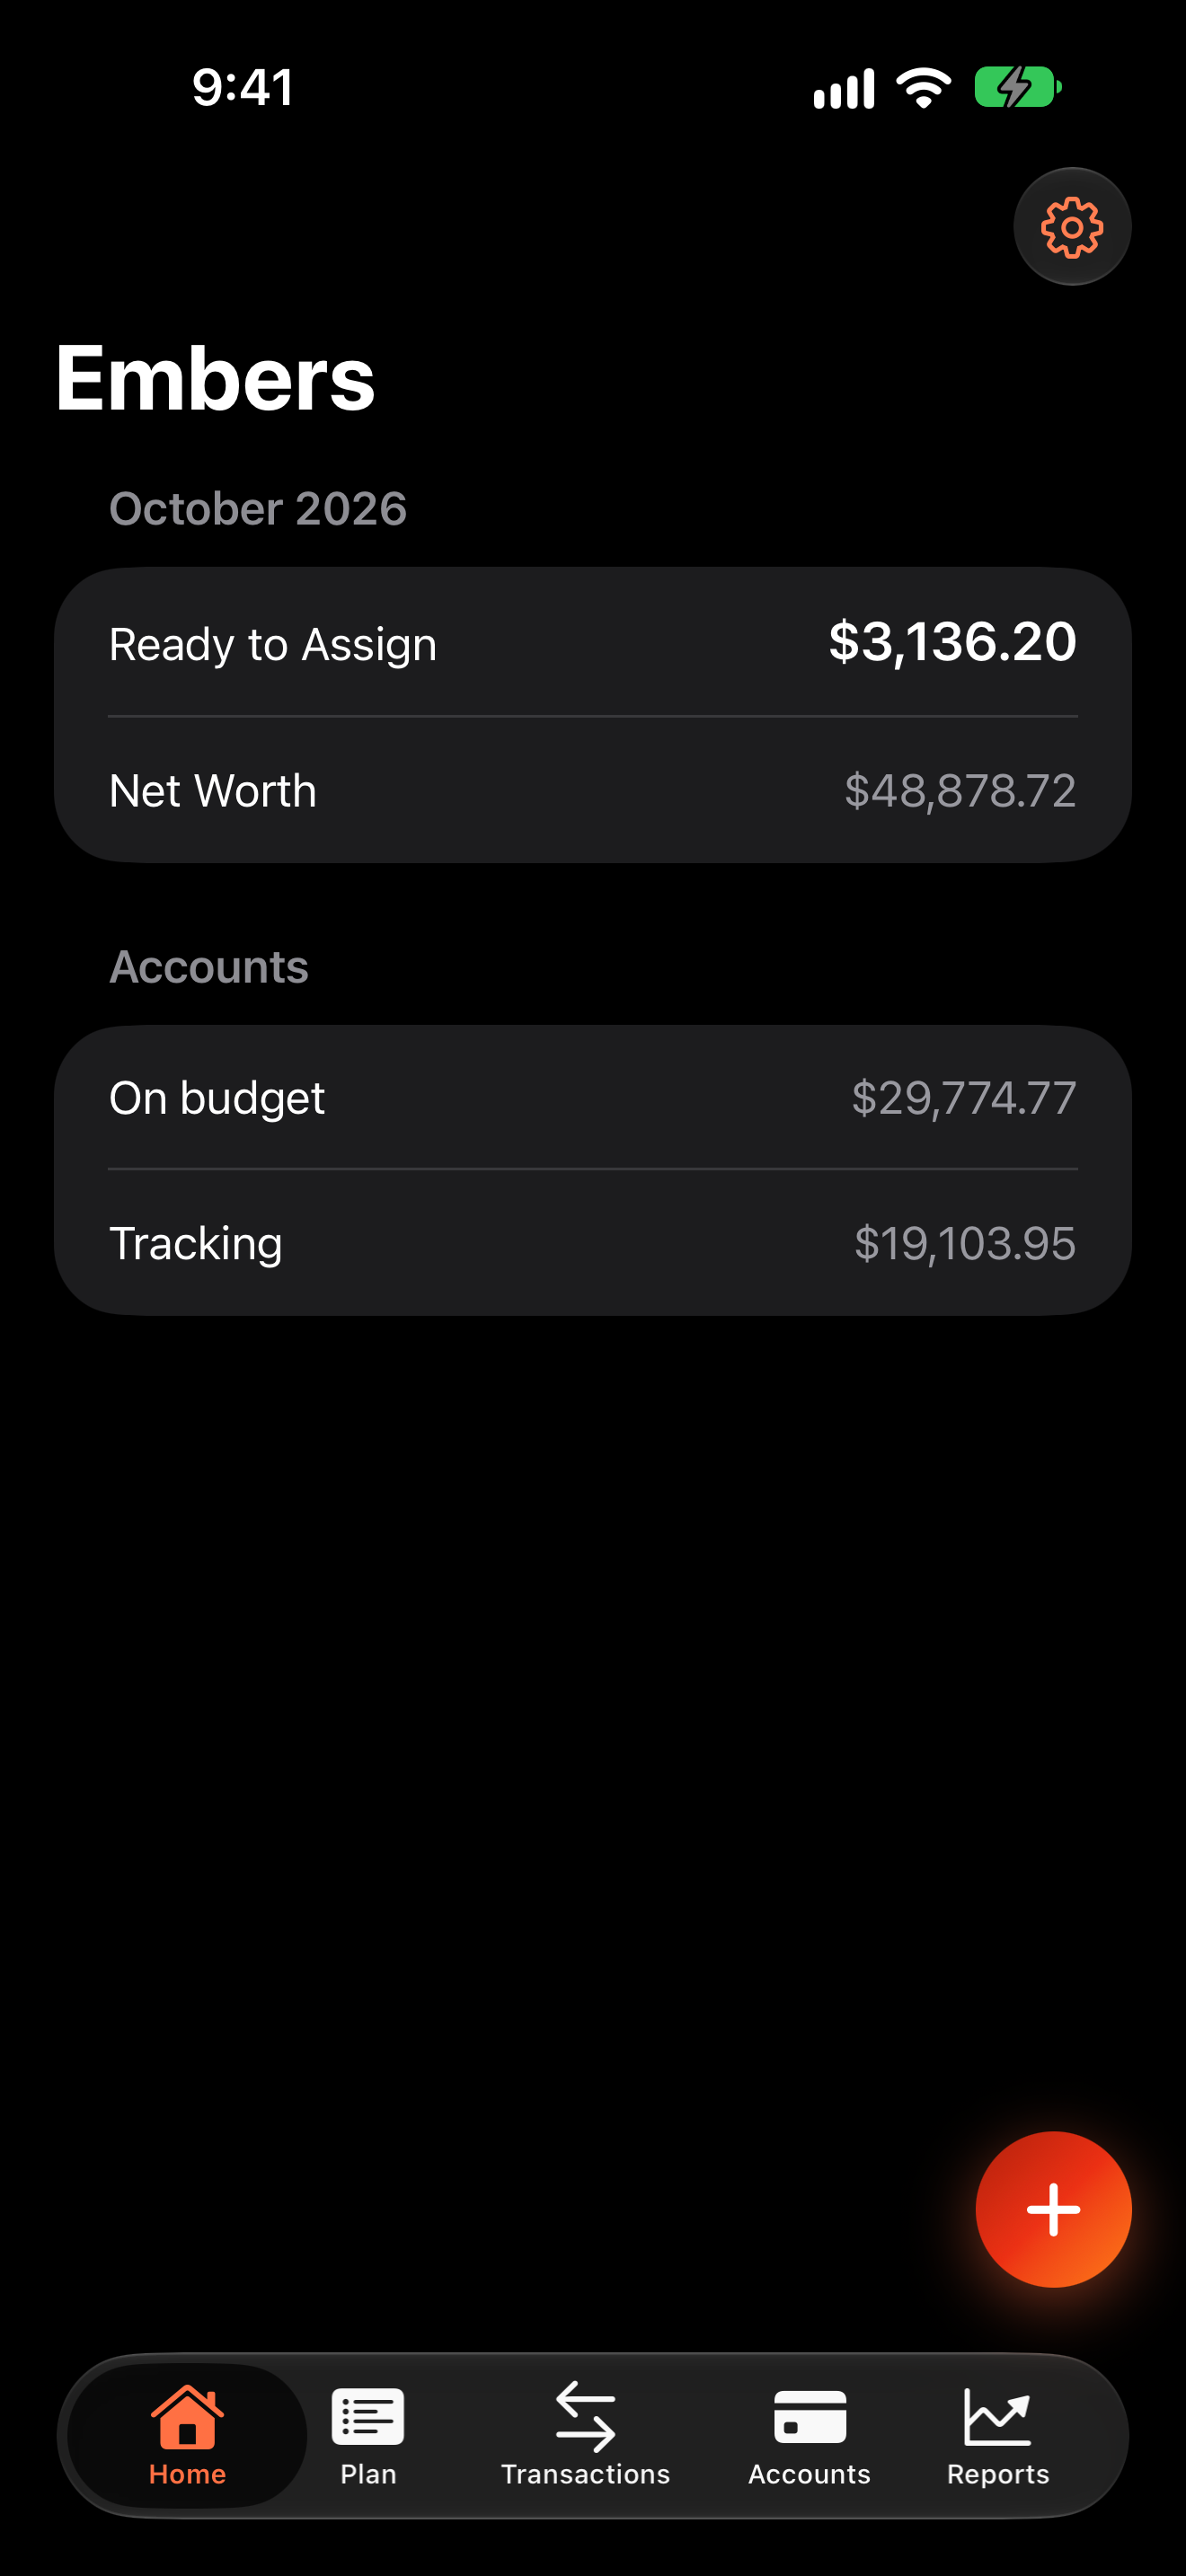 9:41
Embers
October 2026
Ready to Assign $3,136.20
Net Worth $48,878.72
Accounts
On budget $29,774.77
Tracking $19,103.95
Home Plan Transactions Accounts Reports